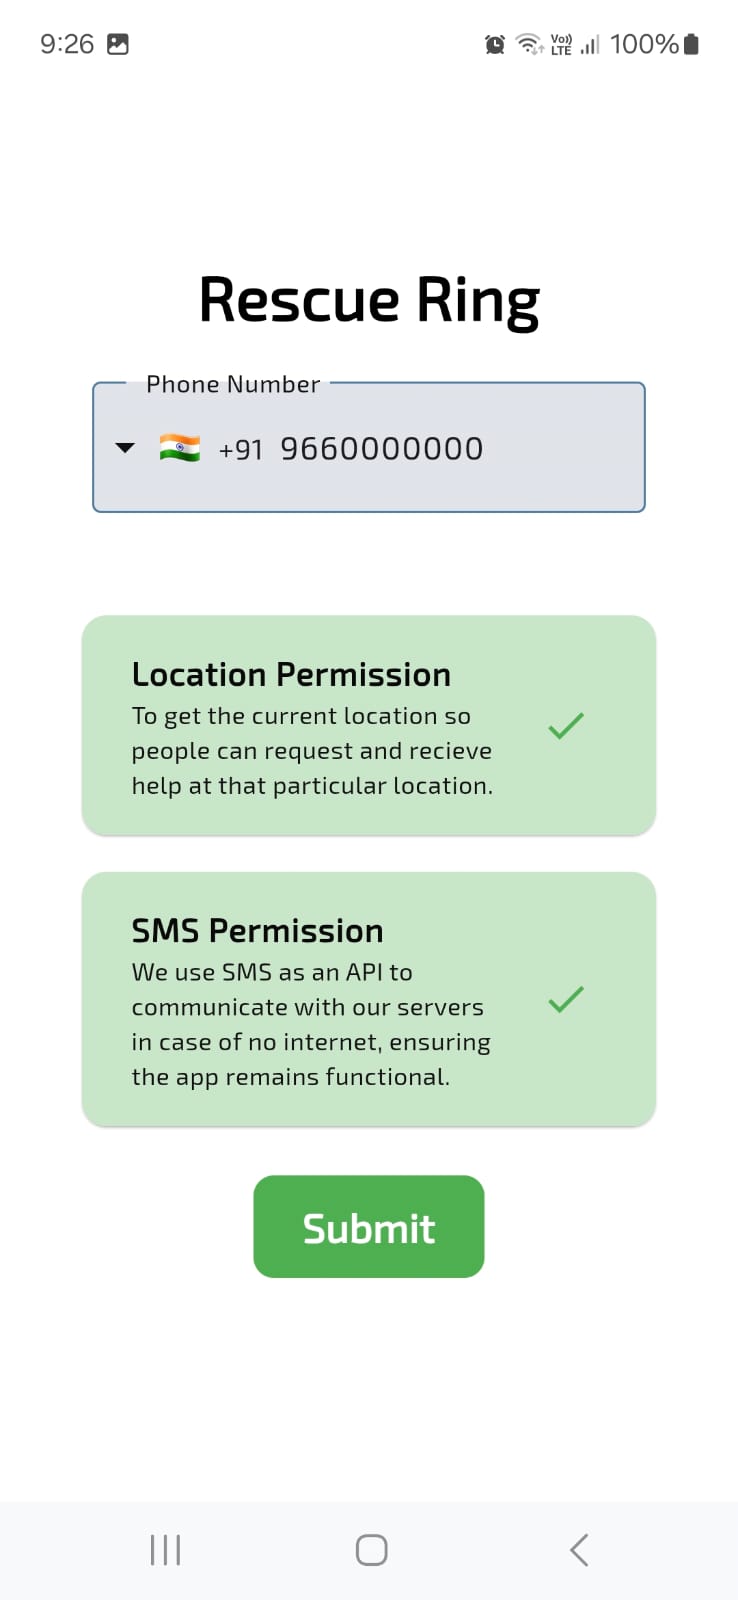 9:26
Vo)) LTE 100%
Rescue Ring
Phone Number
+91 9660000000
Location Permission
To get the current location so
people can request and recieve
help at that particular location.
SMS Permission
We use SMS as an API to
communicate with our servers
in case of no internet, ensuring
the app remains functional.
Submit